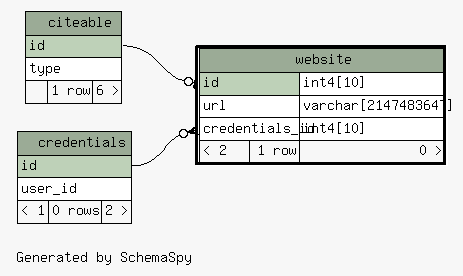 citeable
id
type
1 row 6 >
website
id int4[10]
url varchar[2147483647]
credentials_id int4[10]
< 2 1 row 0 >
credentials
id
user_id
< 1 0 rows 2 >
Generated by SchemaSpy